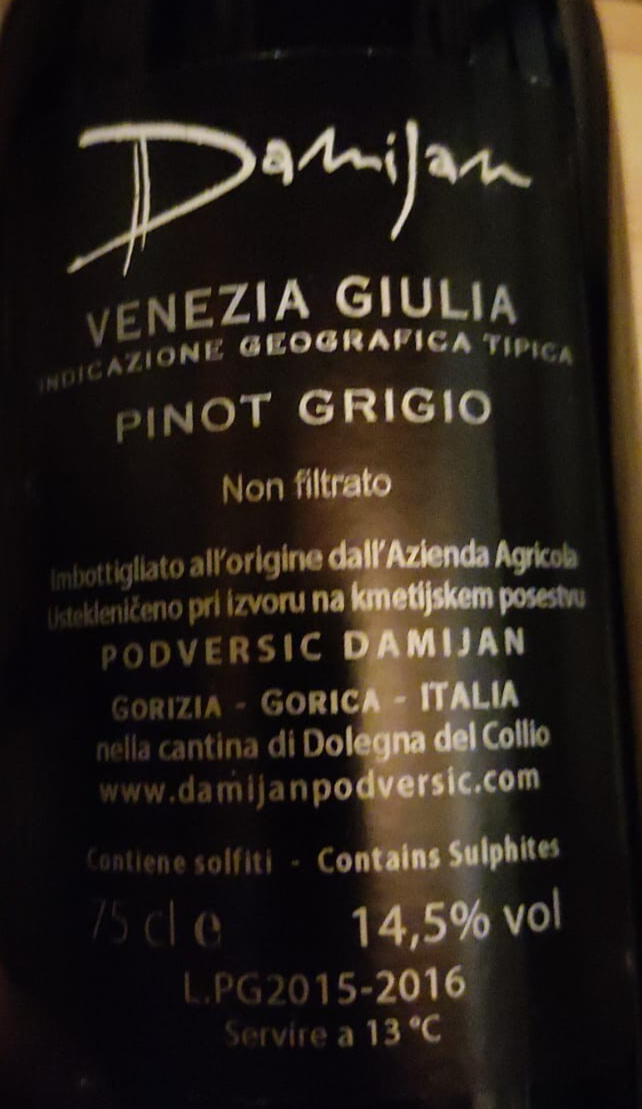 Damijan
VENEZIA GIULIA
INDICAZIONE GEOGRAFICA TIPICA
PINOT GRIGIO
Non filtrato
Imbottigliato all'origine dall'Azienda Agricola
Ustekleničeno pri izvoru na kmetijskem posestvu
PODVERSIC DAMIJAN
GORIZIA - GORICA - ITALIA
nella cantina di Dolegna del Collio
www.damijanpodversic.com
Contiene solfiti - Contains Sulphites
75 cl e 14,5% vol
L.PG2015-2016
Servire a 13 °C